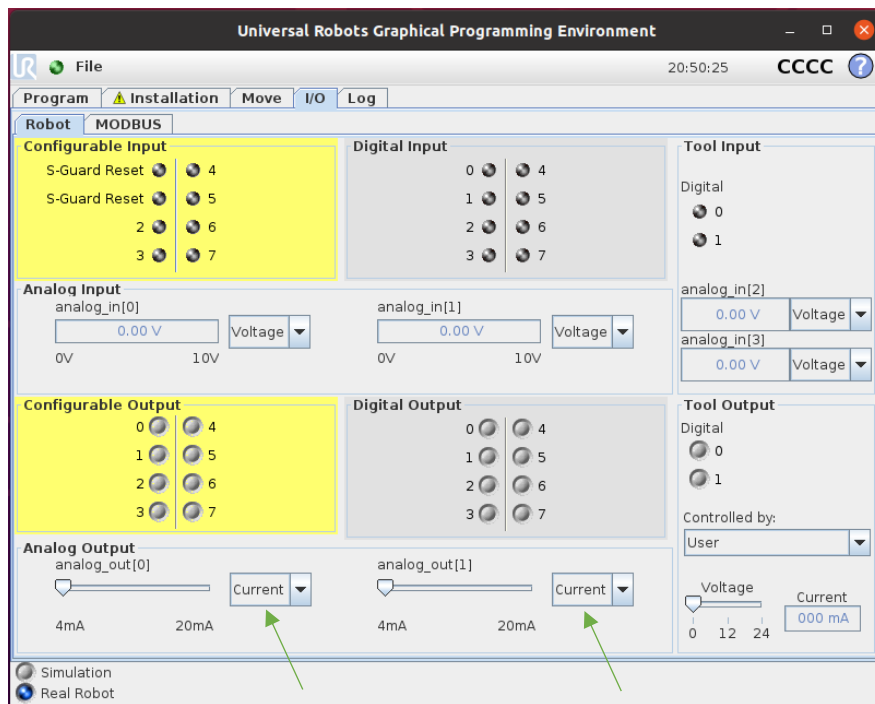 Universal Robots Graphical Programming Environment
UR File 20:50:25 CCCC ?
Program Installation Move I/O Log
Robot MODBUS
Configurable Input
S-Guard Reset 4
S-Guard Reset 5
2 6
3 7
Digital Input
0 4
1 5
2 6
3 7
Tool Input
Digital
0
1
analog_in[2]
0.00 V Voltage
analog_in[3]
0.00 V Voltage
Analog Input
analog_in[0]
0.00 V Voltage
0V 10V
analog_in[1]
0.00 V Voltage
0V 10V
Configurable Output
0 4
1 5
2 6
3 7
Digital Output
0 4
1 5
2 6
3 7
Tool Output
Digital
0
1
Controlled by:
User
Voltage
0 12 24
Current
000 mA
Analog Output
analog_out[0]
Current
4mA 20mA
analog_out[1]
Current
4mA 20mA
Simulation
Real Robot